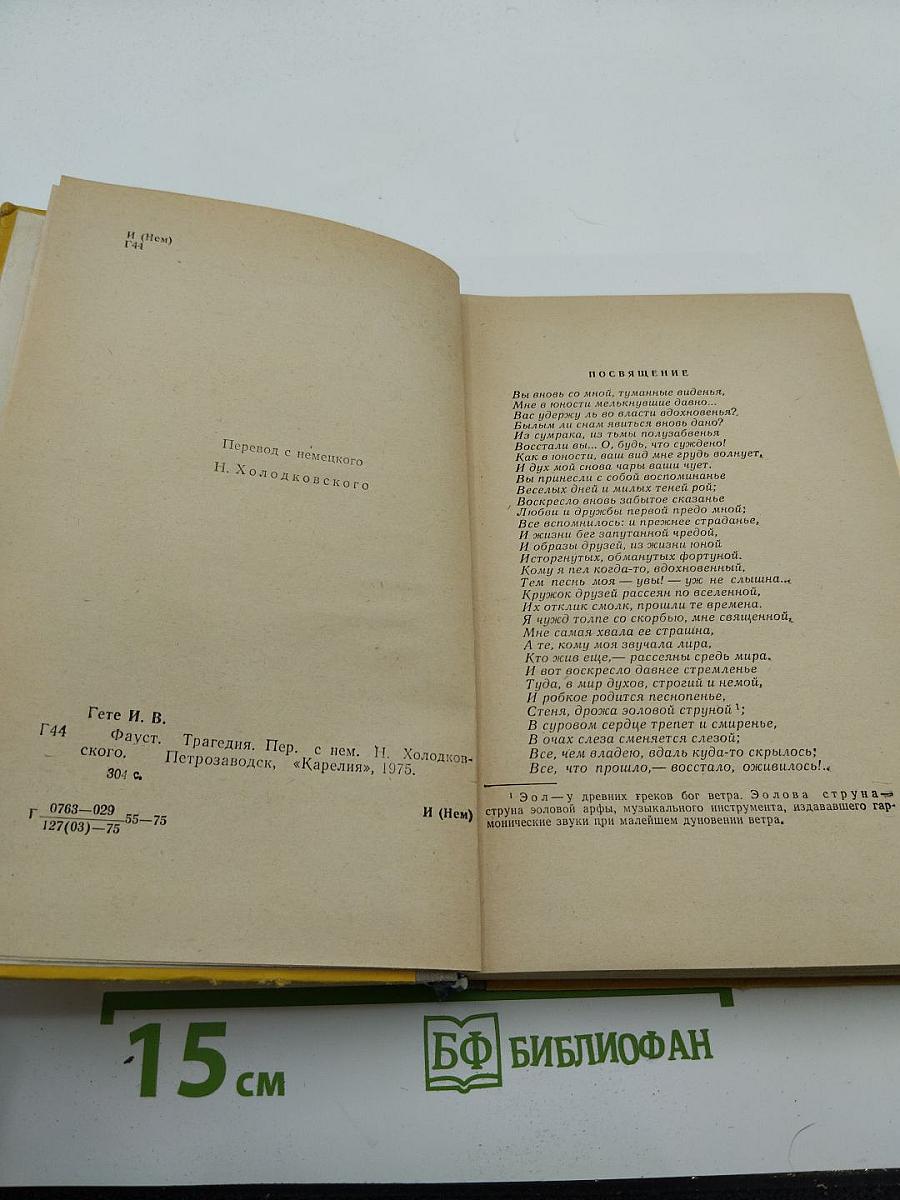 И (Нем)
Г44
Перевод с немецкого
Н. Холодковского
Гете И. В.
Г44 Фауст. Трагедия. Пер. с нем. Н. Холодков-
ского. Петрозаводск, «Карелия», 1975.
304 с.
Г 0763—029
127(03)—75 55—75 И (Нем)
ПОСВЯЩЕНИЕ
Вы вновь со мной, туманные виденья,
Мне в юности мелькнувшие давно...
Вас удержу ль во власти вдохновенья?
Былым ли снам явиться вновь дано?
Из сумрака, из тьмы полузабвенья
Восстали вы... О, будь, что суждено!
Как в юности, ваш вид мне грудь волнует,
И дух мой снова чары ваши чует.
Вы принесли с собой воспоминанье
Веселых дней и милых теней рой;
Воскресло вновь забытое сказанье
Любви и дружбы первой предо мной;
Все вспомнилось: и прежнее страданье,
И жизни бег запутанной чредой,
И образы друзей, из жизни юной
Исторгнутых, обманутых фортуной.
Кому я пел когда-то, вдохновенный,
Тем песнь моя — увы! — уж не слышна...
Кружок друзей рассеян по вселенной,
Их отклик смолк, прошли те времена.
Я чужд толпе со скорбью, мне священной,
Мне самая хвала ее страшна,
А те, кому моя звучала лира,
Кто жив еще,— рассеяны средь мира.
И вот воскресло давнее стремленье
Туда, в мир духов, строгий и немой,
И робкое родится песнопенье,
Стеня, дрожа эоловой струной ¹;
В суровом сердце трепет и смиренье,
В очах слеза сменяется слезой;
Все, чем владею, вдаль куда-то скрылось;
Все, что прошло,— восстало, оживилось!..
¹ Эол — у древних греков бог ветра. Эолова струна —
струна эоловой арфы, музыкального инструмента, издававшего гар-
монические звуки при малейшем дуновении ветра.
15 см
БФ БИБЛИОФАН